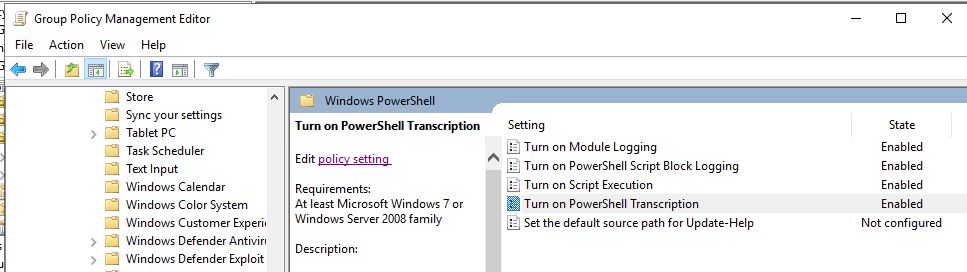 Group Policy Management Editor
File Action View Help
Store
Sync your settings
Tablet PC
Task Scheduler
Text Input
Windows Calendar
Windows Color System
Windows Customer Experi
Windows Defender Antiviru
Windows Defender Exploit
Windows PowerShell
Turn on PowerShell Transcription
Edit policy setting
Requirements:
At least Microsoft Windows 7 or
Windows Server 2008 family
Description:
Setting State
Turn on Module Logging Enabled
Turn on PowerShell Script Block Logging Enabled
Turn on Script Execution Enabled
Turn on PowerShell Transcription Enabled
Set the default source path for Update-Help Not configured